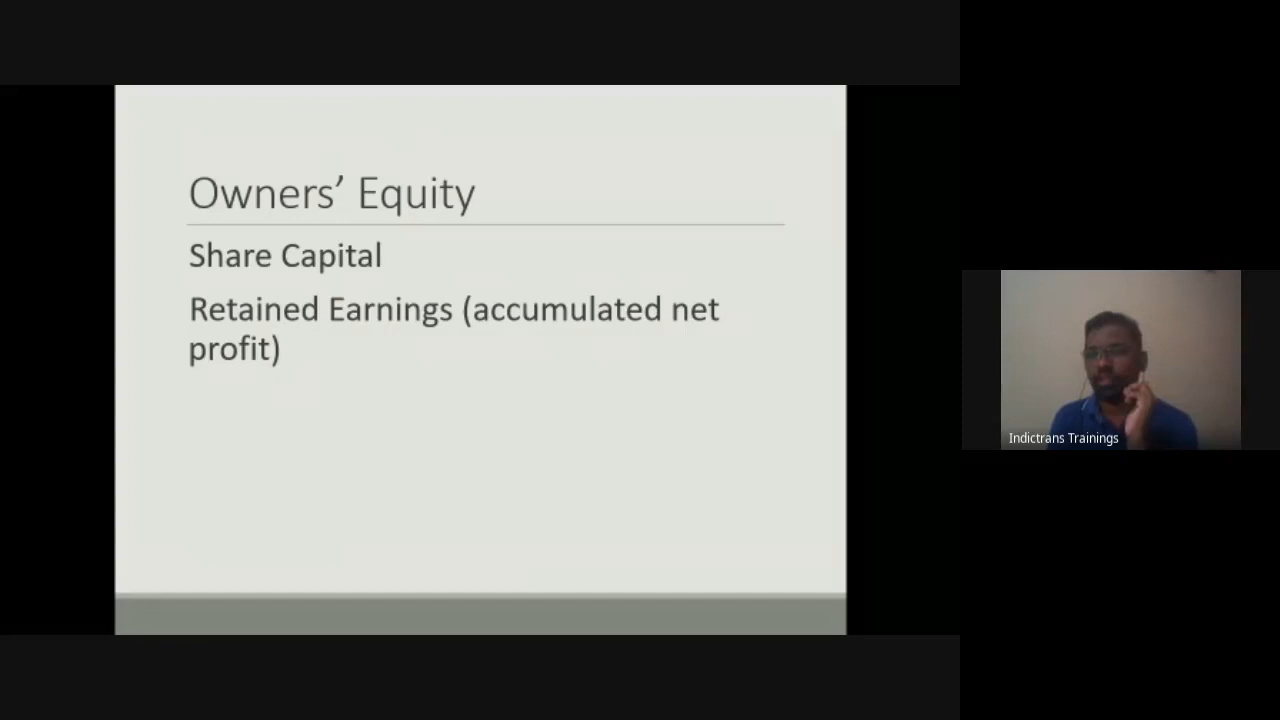 Owners’ Equity
Share Capital
Retained Earnings (accumulated net
profit)
Indictrans Trainings